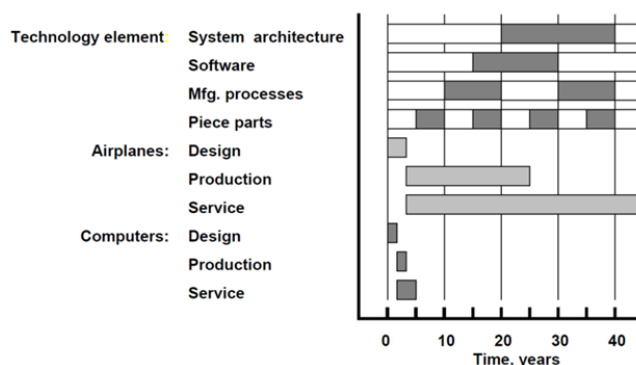 Technology element: System architecture
Software
Mfg. processes
Piece parts
Airplanes: Design
Production
Service
Computers: Design
Production
Service
0 10 20 30 40
Time, years